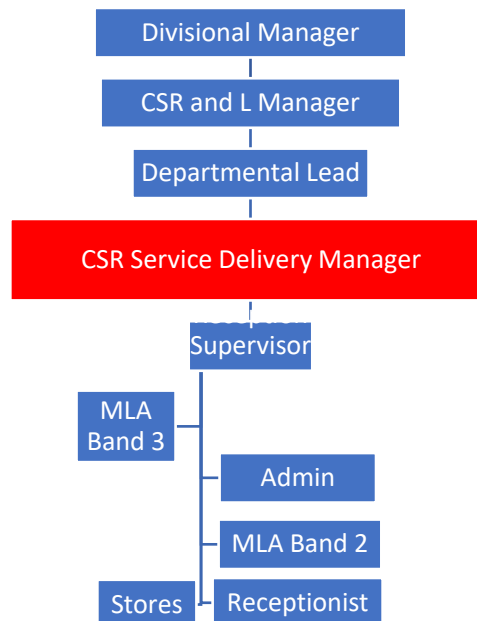 Divisional Manager
CSR and L Manager
Departmental Lead
CSR Service Delivery Manager
Reception
Supervisor
MLA
Band 3
Admin
MLA Band 2
Stores
Receptionist